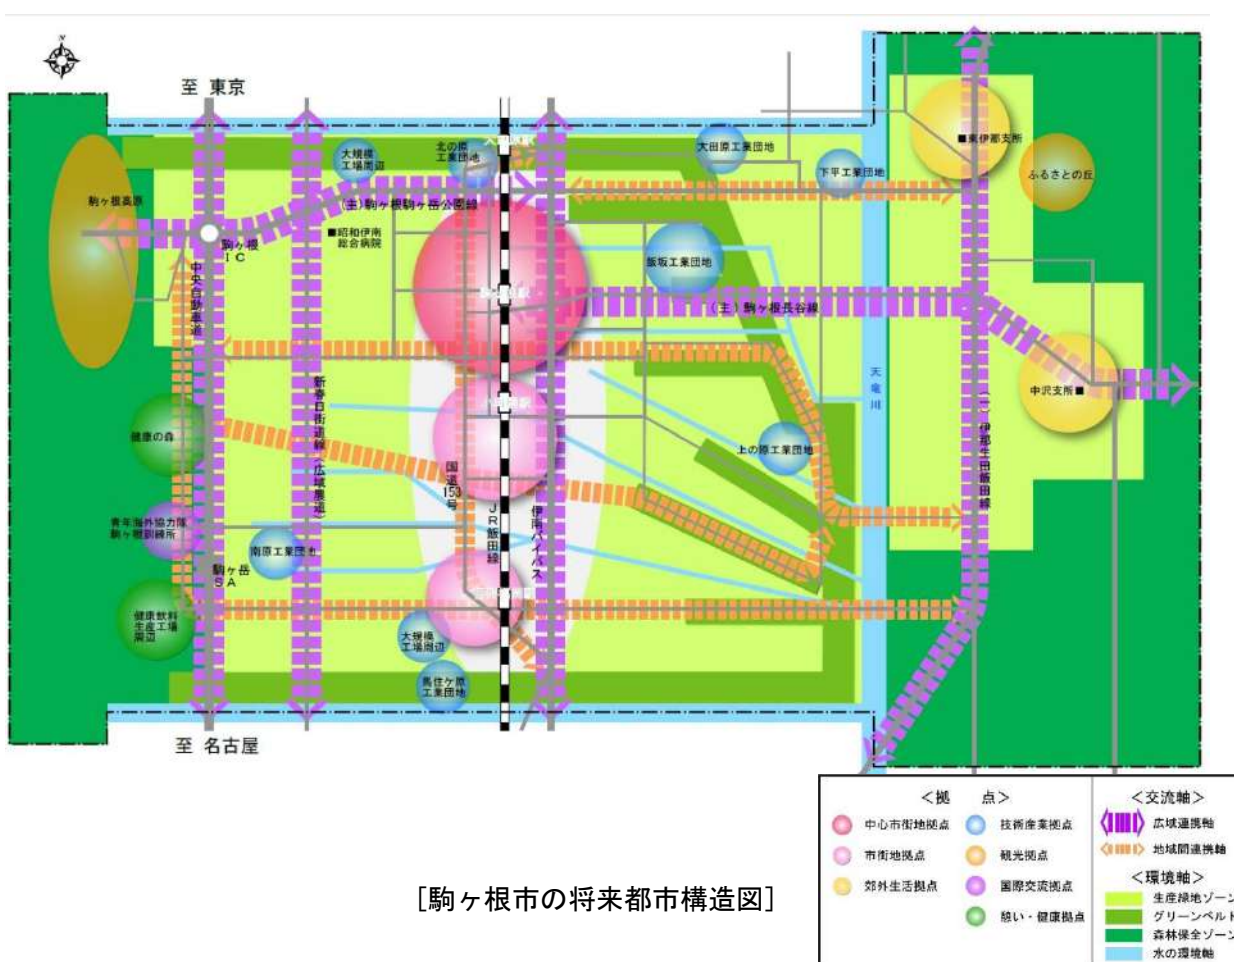 N
至 東京
大田原駅
北の原
工業団地
大規模
工場周辺
大田原工業団地
下平工業団地
■東伊那支所
ふるさとの丘
駒ヶ根高原
(主)駒ヶ根駒ヶ岳公園線
■昭和伊南
総合病院
駒ヶ根
IC
中央自動車道
飯坂工業団地
駒ヶ根駅
(主)駒ヶ根長谷線
天竜川
中沢支所■
新春日街道線(広域農道)
小町屋駅
健康の森
国道
153
号
JR飯田線
伊南バイパス
上の原工業団地
(一)伊那生田飯田線
青年海外協力隊
駒ヶ根訓練所
南原工業団地
駒ヶ岳
SA
健康飲料
生産工場
周辺
大規模
工場周辺
馬住ケ原
工業団地
至 名古屋
[駒ヶ根市の将来都市構造図]
<拠 点>
中心市街地拠点
技術産業拠点
市街地拠点
観光拠点
郊外生活拠点
国際交流拠点
憩い・健康拠点
<交流軸>
広域連携軸
地域間連携軸
<環境軸>
生産緑地ゾーン
グリーンベルト
森林保全ゾーン
水の環境軸